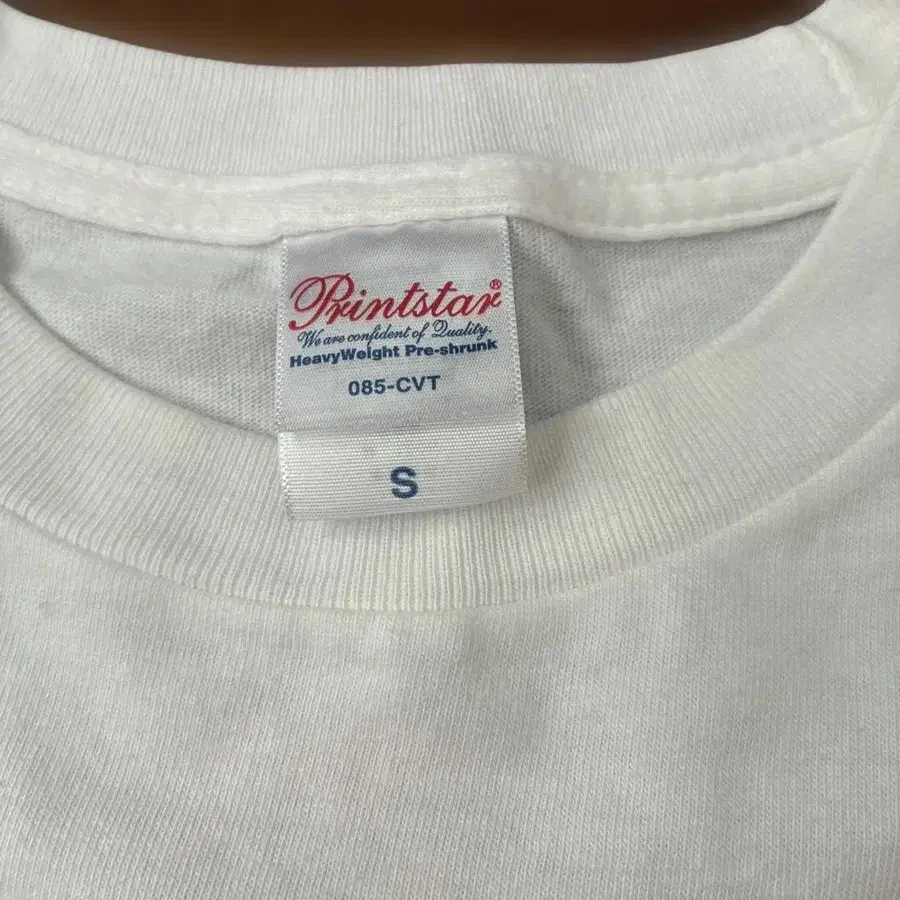 Printstar®
We are confident of Quality.
HeavyWeight Pre-shrunk
085-CVT
S